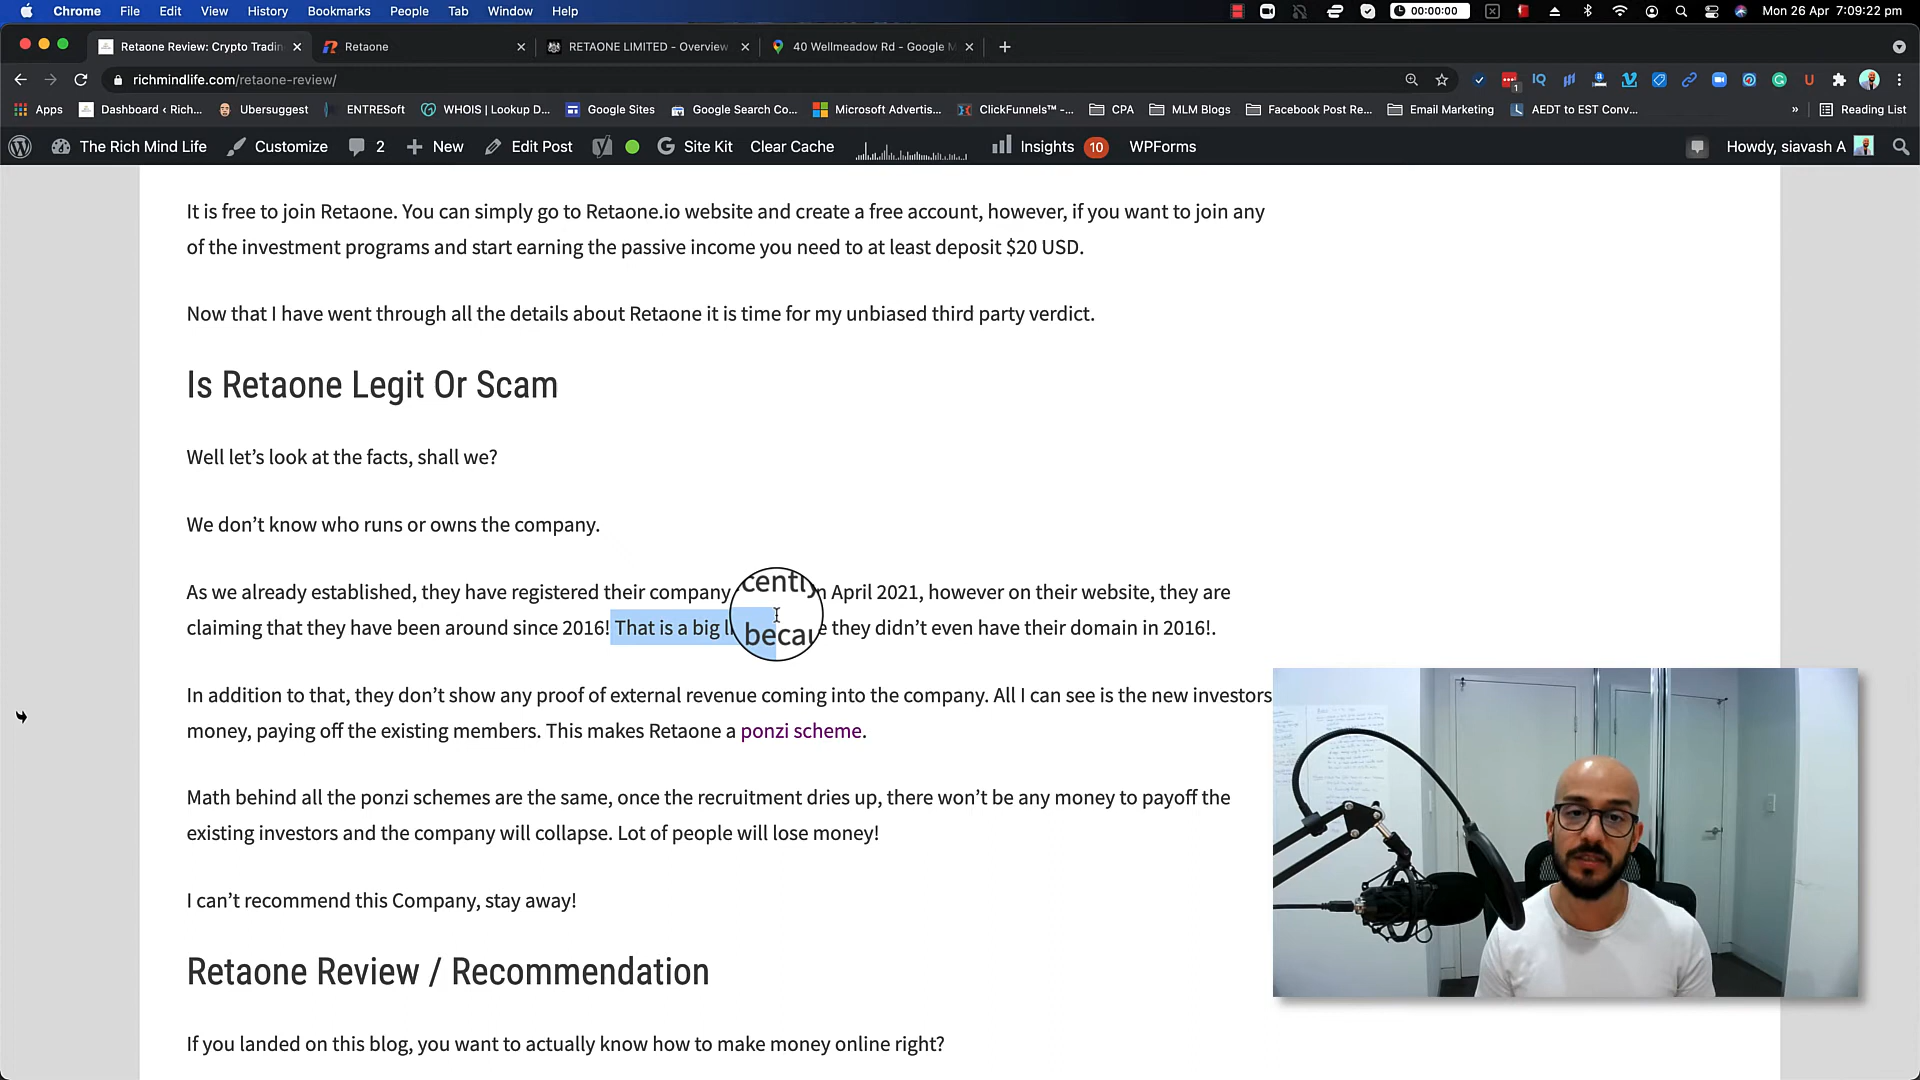 Chrome File Edit View History Bookmarks People Tab Window Help 00:00:00 Mon 26 Apr 7:09:22 pm
Retaone Review: Crypto Tradin Retaone RETAONE LIMITED - Overview 40 Wellmeadow Rd - Google M
richmindlife.com/retaone-review/
Apps Dashboard ‹ Rich... Ubersuggest ENTRESoft WHOIS | Lookup D... Google Sites Google Search Co... Microsoft Advertis... ClickFunnels™ -... CPA MLM Blogs Facebook Post Re... Email Marketing AEDT to EST Conv... » Reading List
The Rich Mind Life Customize 2 New Edit Post Site Kit Clear Cache Insights 10 WPForms Howdy, siavash A
It is free to join Retaone. You can simply go to Retaone.io website and create a free account, however, if you want to join any
of the investment programs and start earning the passive income you need to at least deposit $20 USD.
Now that I have went through all the details about Retaone it is time for my unbiased third party verdict.
Is Retaone Legit Or Scam
Well let’s look at the facts, shall we?
We don’t know who runs or owns the company.
As we already established, they have registered their company cently n April 2021, however on their website, they are
claiming that they have been around since 2016! That is a big li becau e they didn’t even have their domain in 2016!.
In addition to that, they don’t show any proof of external revenue coming into the company. All I can see is the new investors
money, paying off the existing members. This makes Retaone a ponzi scheme.
Math behind all the ponzi schemes are the same, once the recruitment dries up, there won’t be any money to payoff the
existing investors and the company will collapse. Lot of people will lose money!
I can’t recommend this Company, stay away!
Retaone Review / Recommendation
If you landed on this blog, you want to actually know how to make money online right?